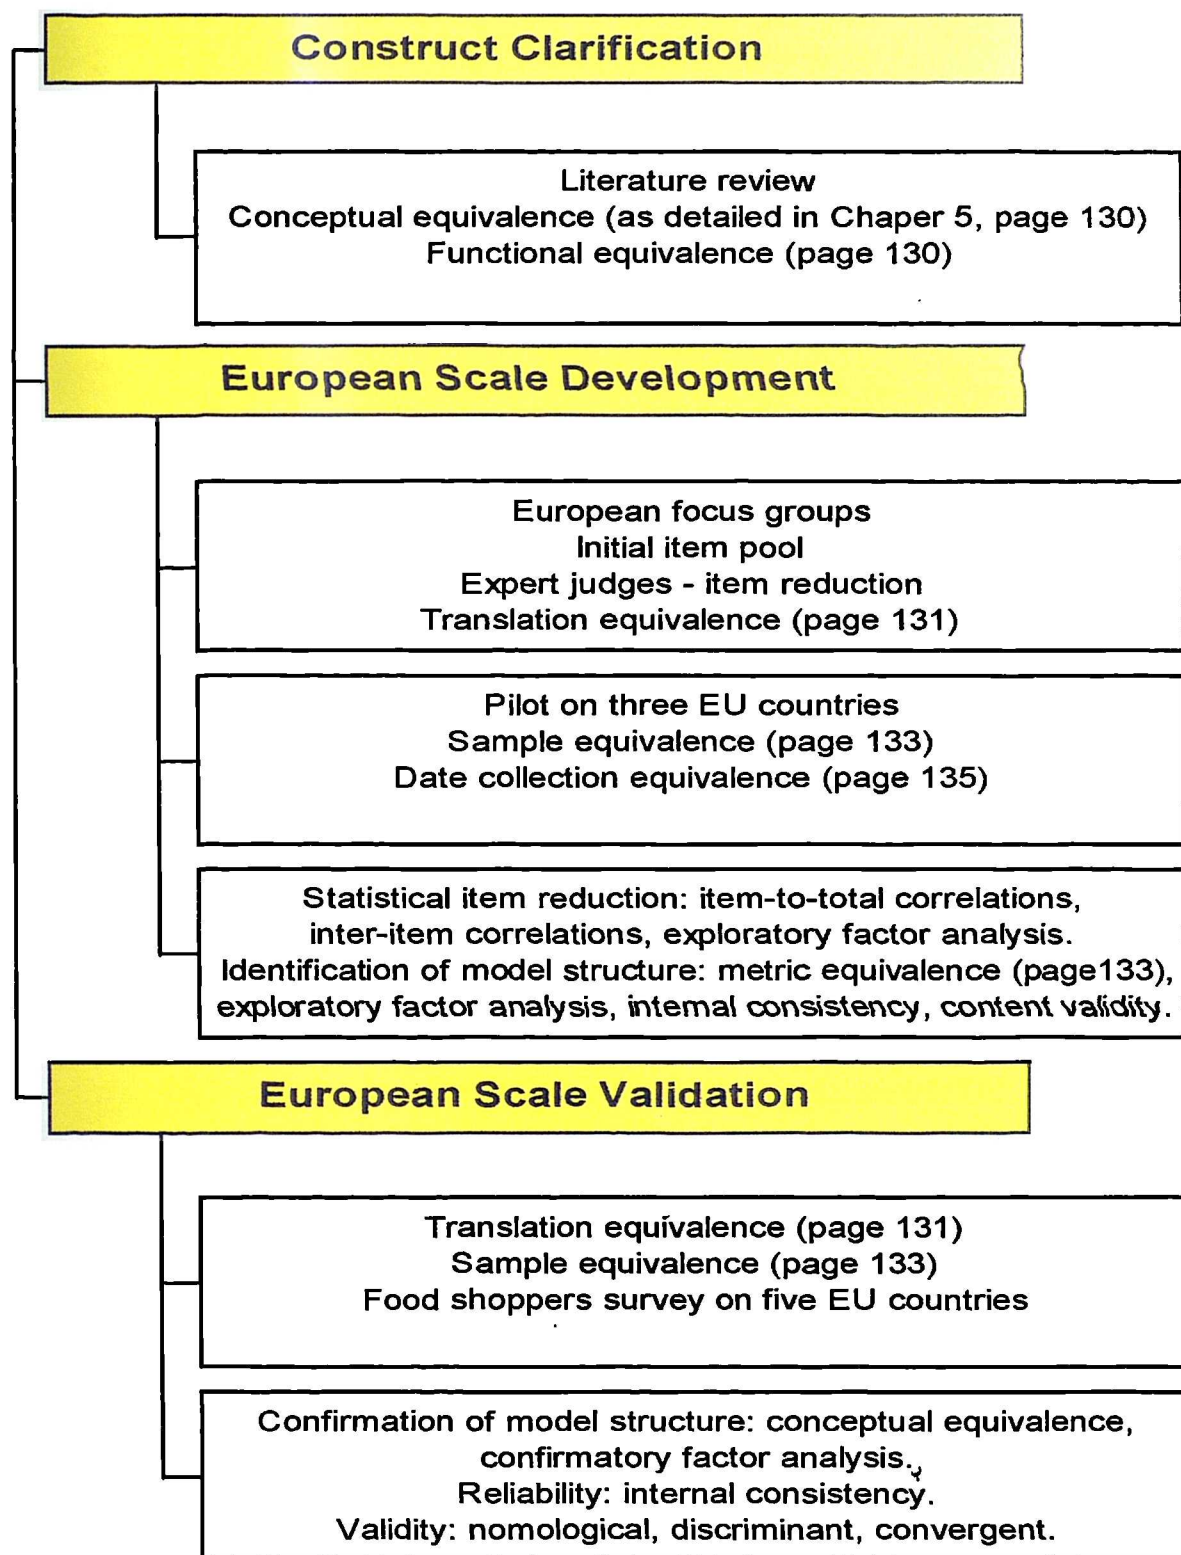 Construct Clarification
Literature review
Conceptual equivalence (as detailed in Chaper 5, page 130)
Functional equivalence (page 130)
European Scale Development
European focus groups
Initial item pool
Expert judges - item reduction
Translation equivalence (page 131)
Pilot on three EU countries
Sample equivalence (page 133)
Date collection equivalence (page 135)
Statistical item reduction: item-to-total correlations,
inter-item correlations, exploratory factor analysis.
Identification of model structure: metric equivalence (page133),
exploratory factor analysis, internal consistency, content validity.
European Scale Validation
Translation equivalence (page 131)
Sample equivalence (page 133)
Food shoppers survey on five EU countries
Confirmation of model structure: conceptual equivalence,
confirmatory factor analysis.
Reliability: internal consistency.
Validity: nomological, discriminant, convergent.